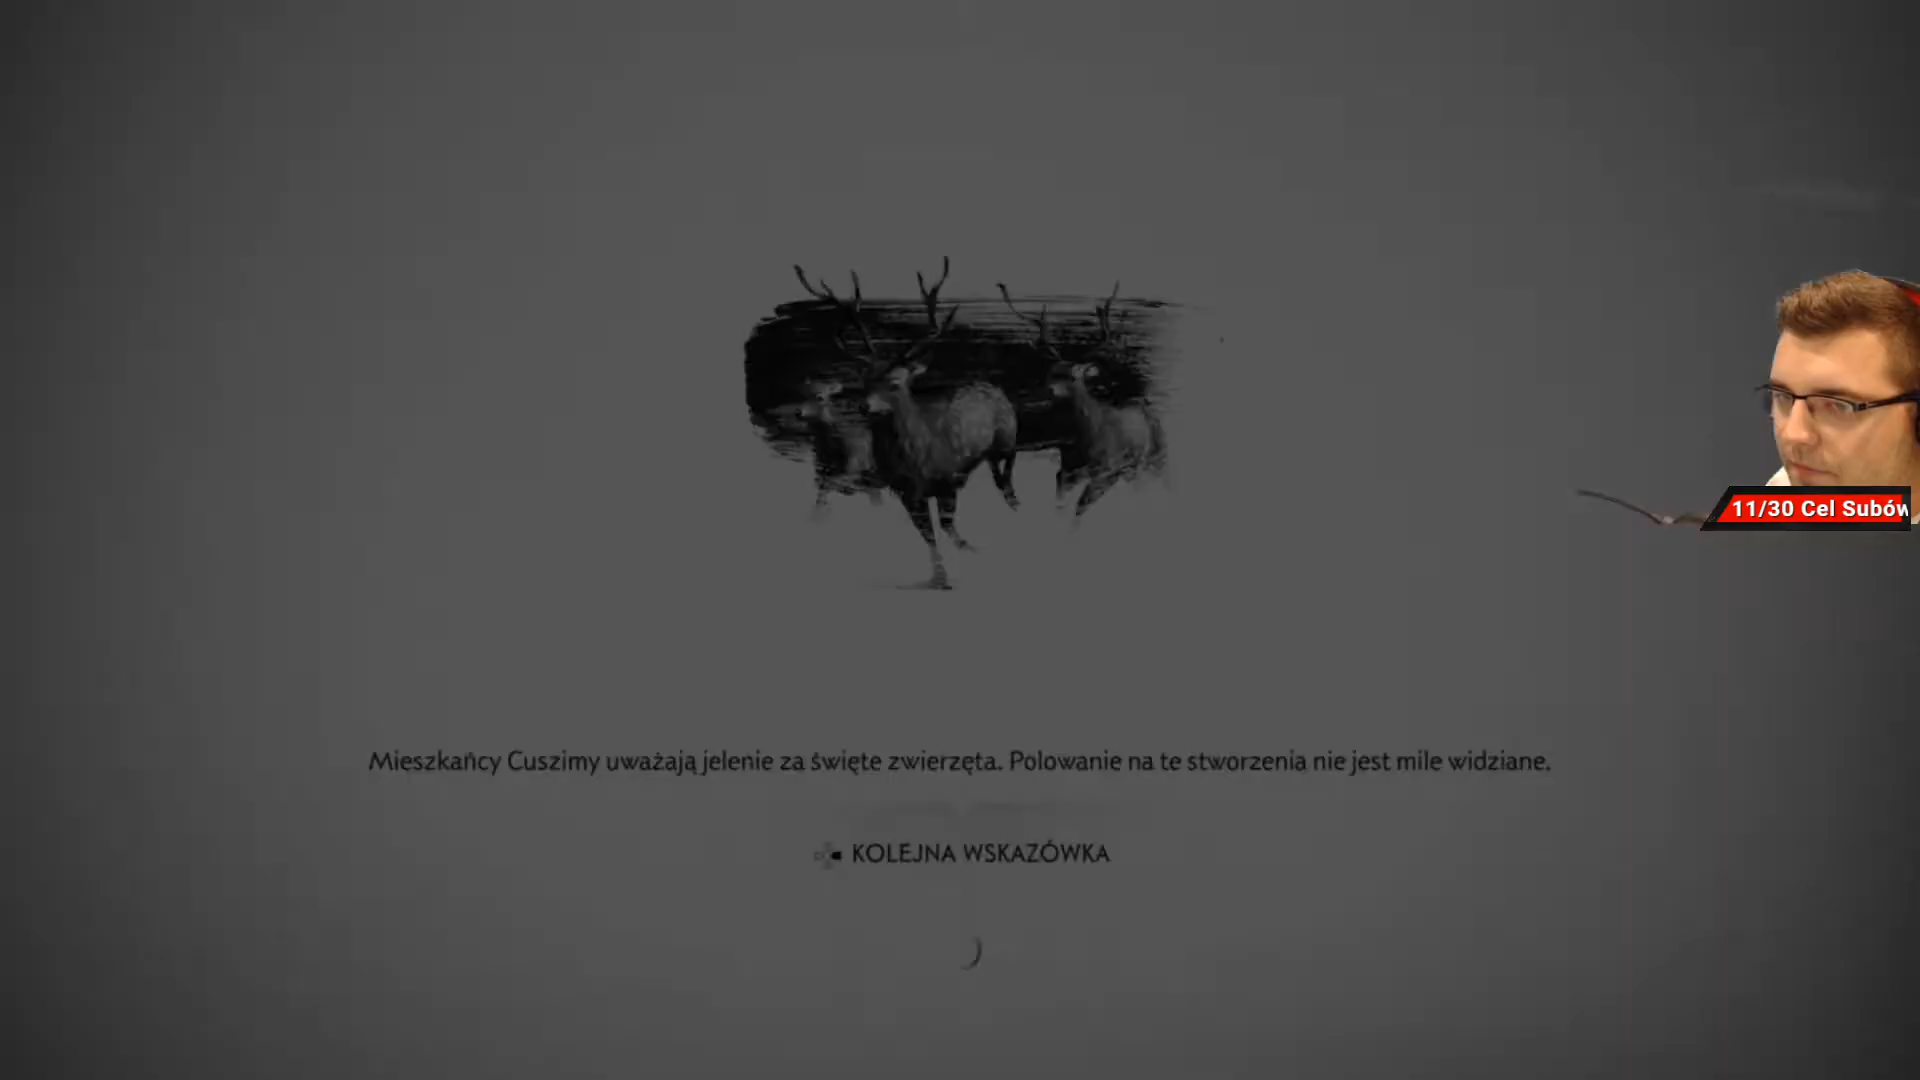 11/30 Cel Subów
Mieszkańcy Cuszimy uważają jelenie za święte zwierzęta. Polowanie na te stworzenia nie jest mile widziane.
KOLEJNA WSKAZÓWKA